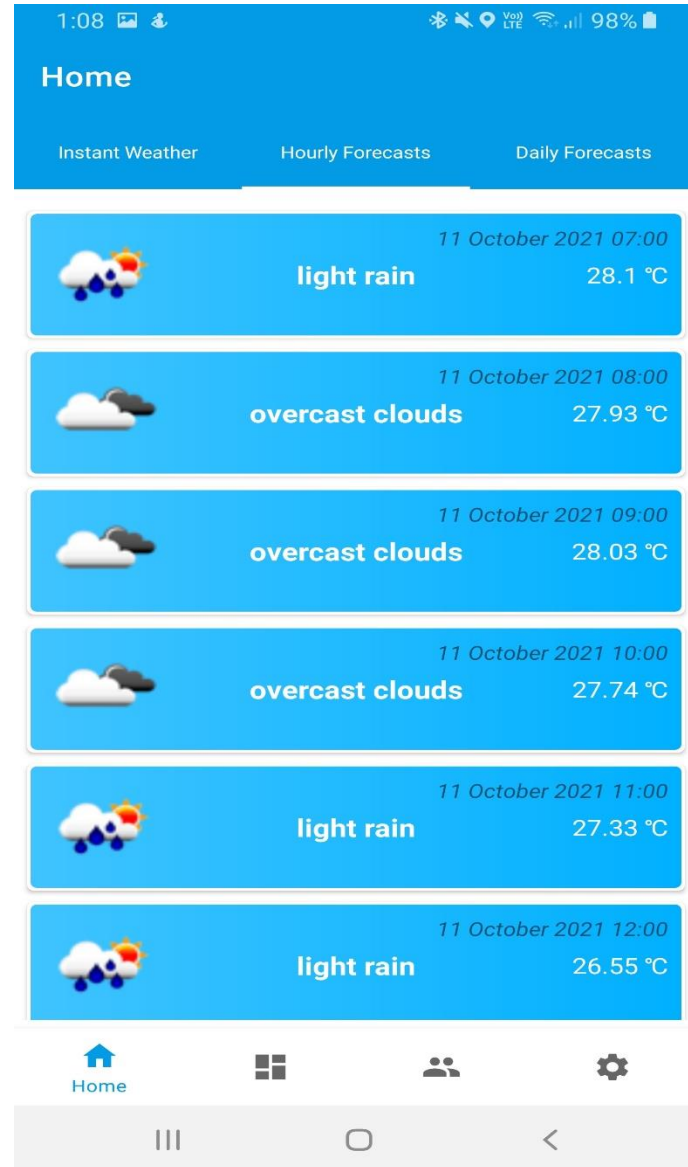 1:08 Vo)) LTE 98%
Home
Instant Weather Hourly Forecasts Daily Forecasts
11 October 2021 07:00
light rain 28.1 ℃
11 October 2021 08:00
overcast clouds 27.93 ℃
11 October 2021 09:00
overcast clouds 28.03 ℃
11 October 2021 10:00
overcast clouds 27.74 ℃
11 October 2021 11:00
light rain 27.33 ℃
11 October 2021 12:00
light rain 26.55 ℃
Home